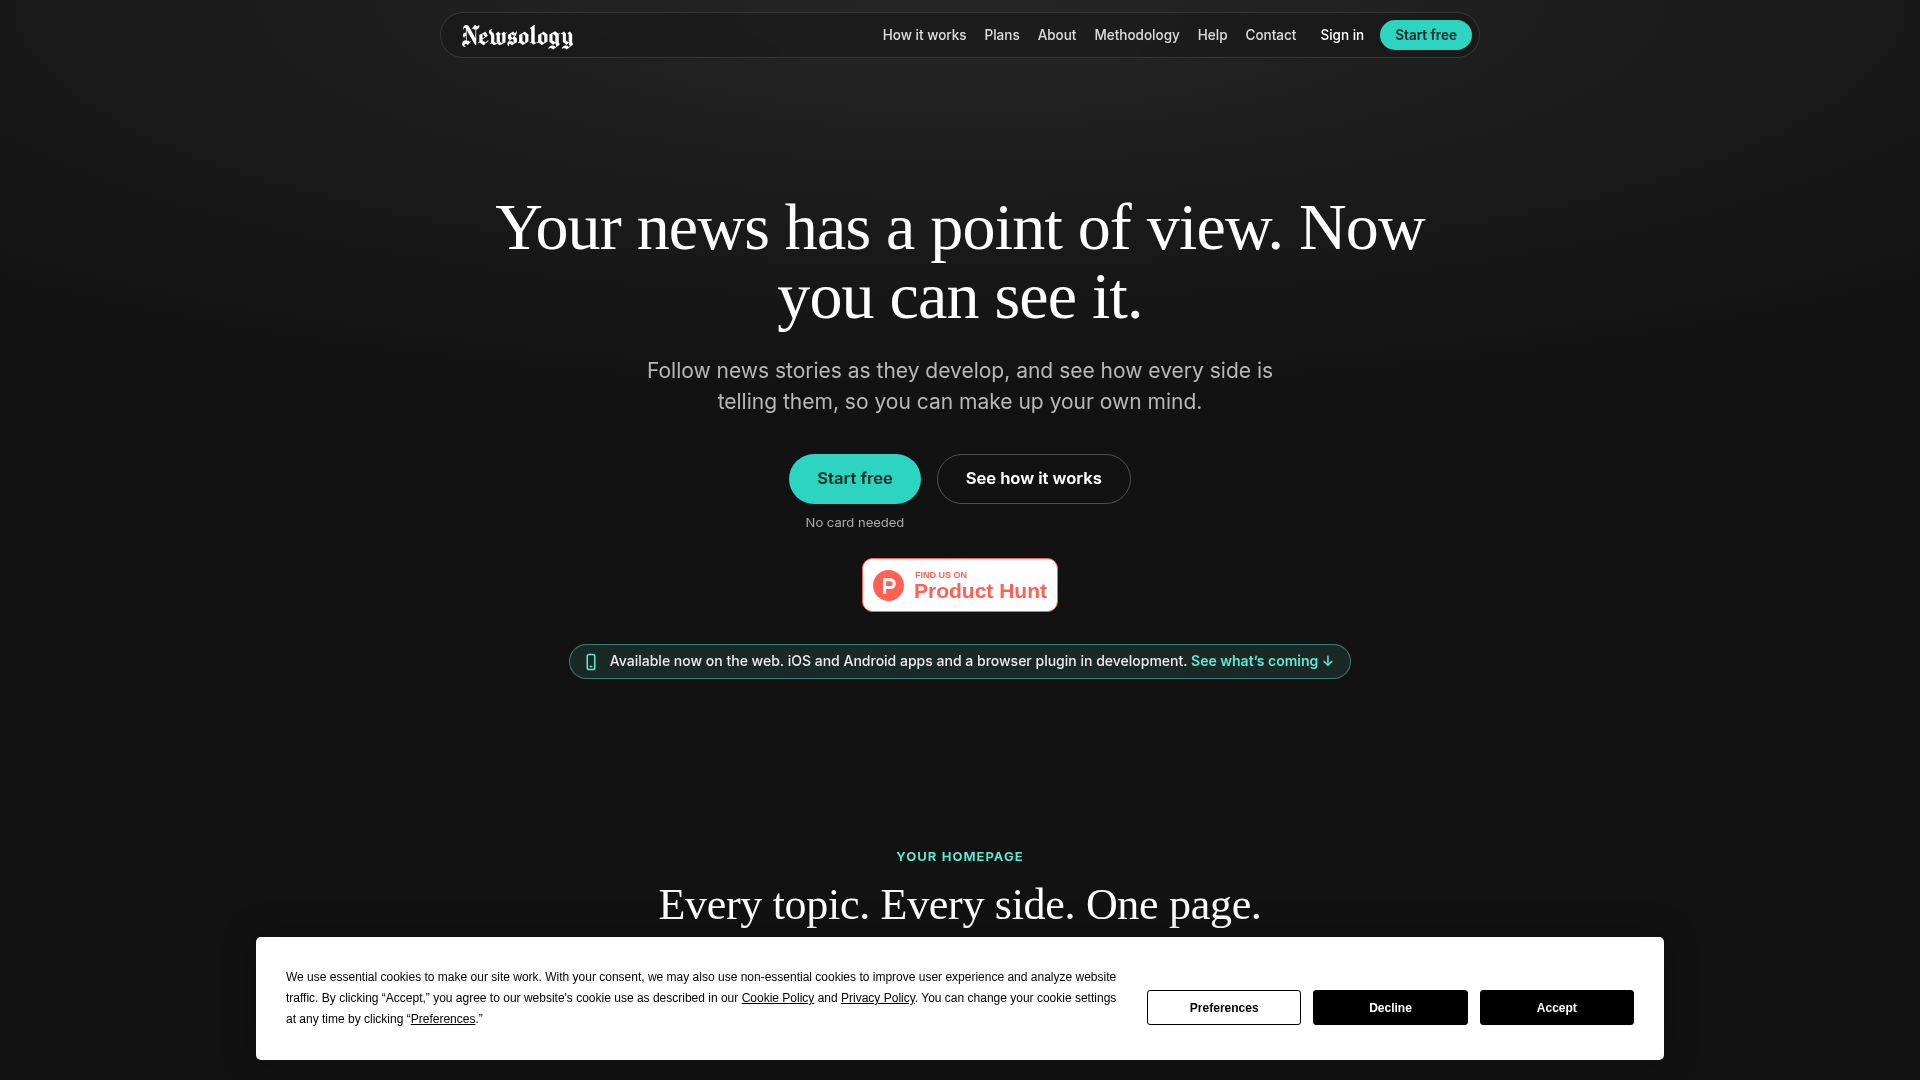 Newsology
How it works
Plans
About
Methodology
Help
Contact
Sign in
Start free
Your news has a point of view. Now
you can see it.
Follow news stories as they develop, and see how every side is
telling them, so you can make up your own mind.
Start free
See how it works
No card needed
P
FIND US ON
Product Hunt
Available now on the web. iOS and Android apps and a browser plugin in development. See what’s coming ↓
YOUR HOMEPAGE
Every topic. Every side. One page.
We use essential cookies to make our site work. With your consent, we may also use non-essential cookies to improve user experience and analyze website
traffic. By clicking “Accept,” you agree to our website's cookie use as described in our Cookie Policy and Privacy Policy. You can change your cookie settings
at any time by clicking “Preferences.”
Preferences
Decline
Accept